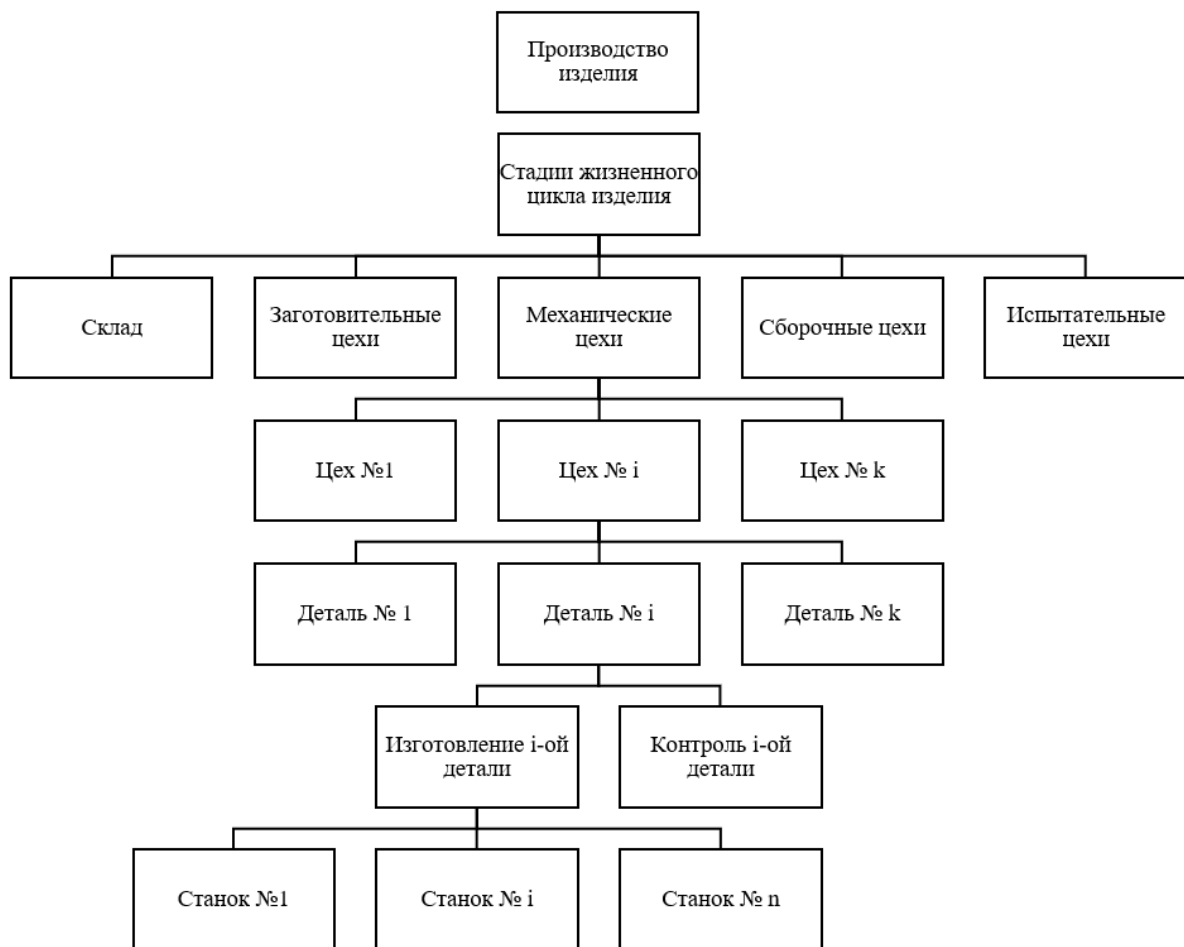 Производство
изделия
Стадии жизненного
цикла изделия
Склад
Заготовительные
цехи
Механические
цехи
Сборочные цехи
Испытательные
цехи
Цех №1
Цех № i
Цех № k
Деталь № 1
Деталь № i
Деталь № k
Изготовление i-ой
детали
Контроль i-ой
детали
Станок №1
Станок № i
Станок № n